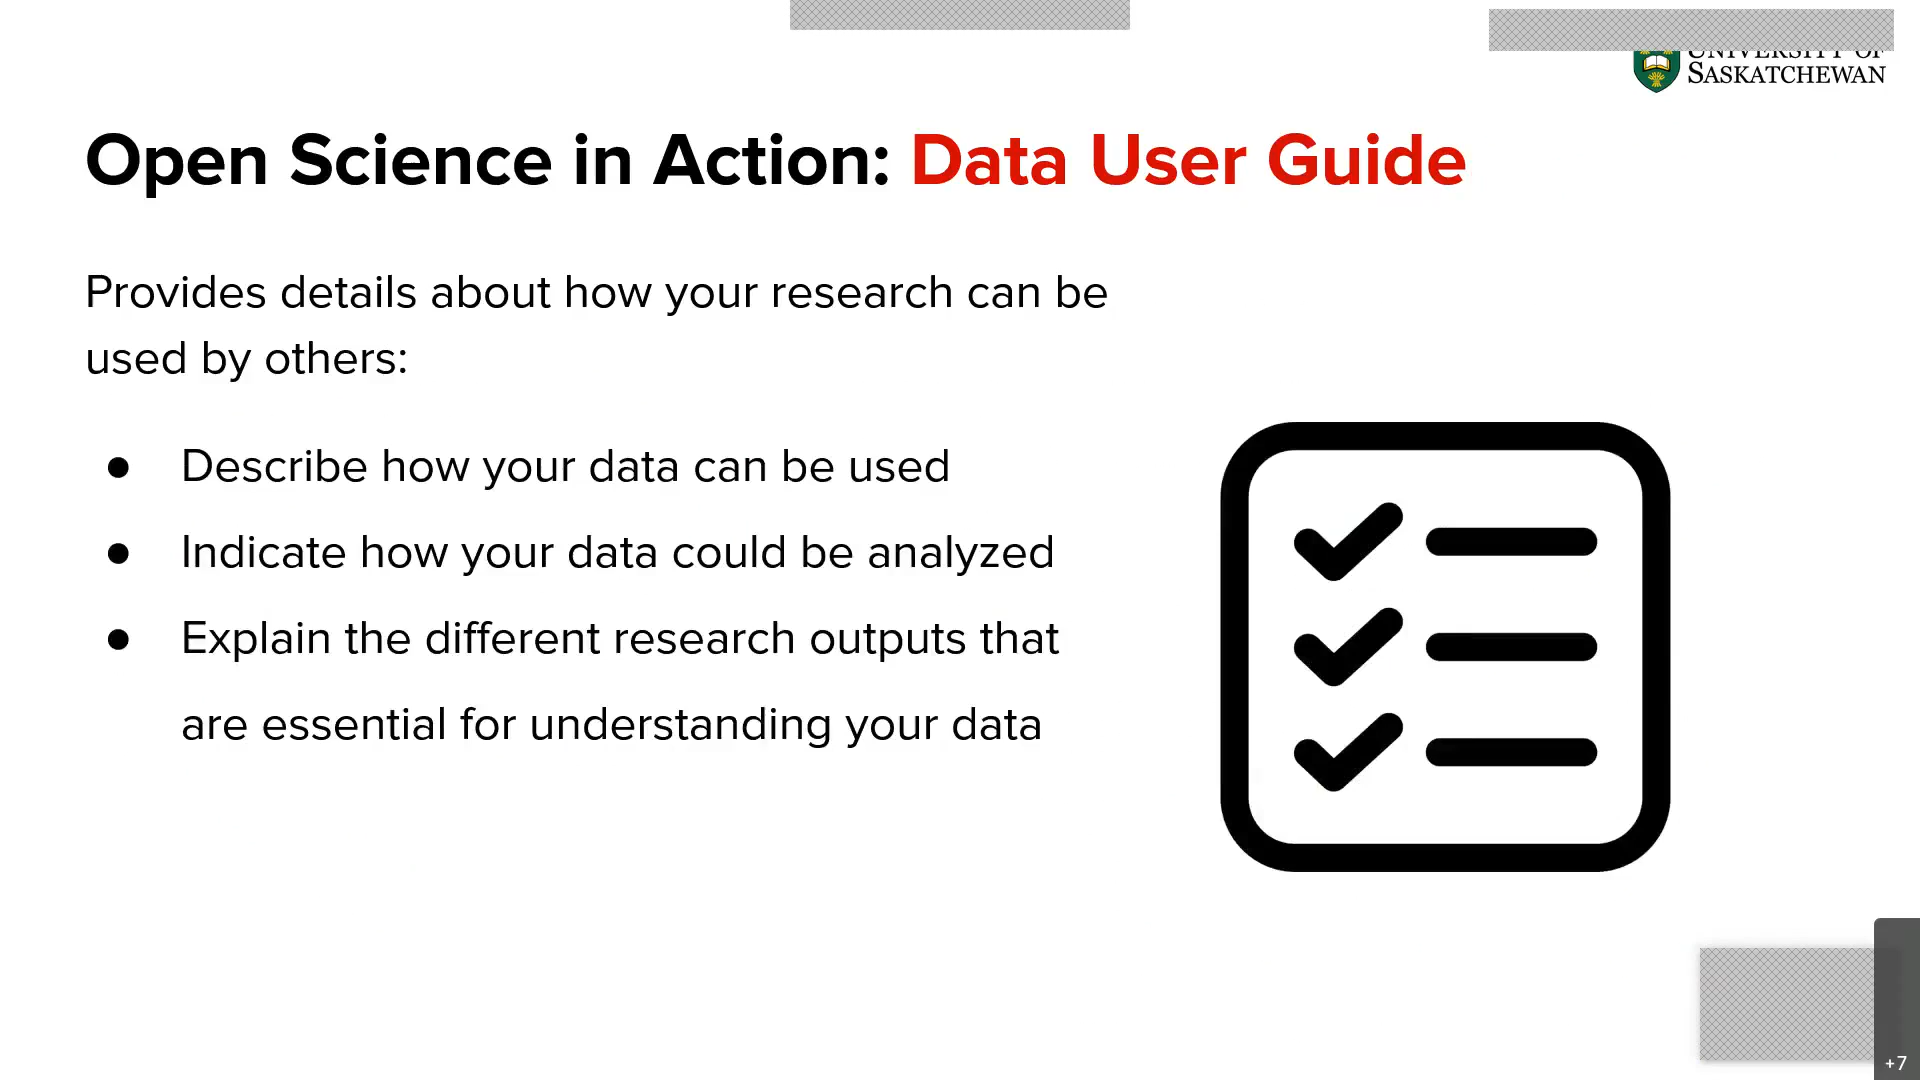 UNIVERSITY OF
SASKATCHEWAN
Open Science in Action: Data User Guide
Provides details about how your research can be
used by others:
● Describe how your data can be used
● Indicate how your data could be analyzed
● Explain the different research outputs that
are essential for understanding your data
+7